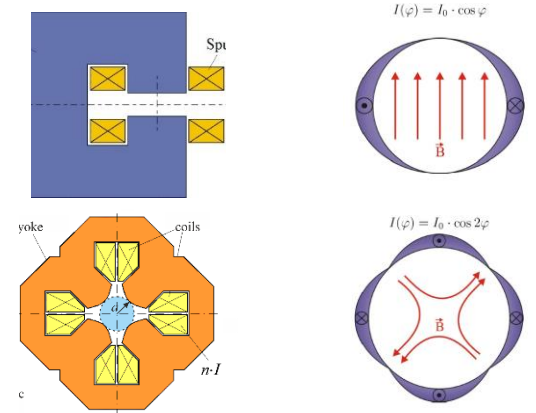 Spu
I(φ) = I₀ · cos φ
B⃗
yoke
coils
d
n·I
c
I(φ) = I₀ · cos 2φ
B⃗